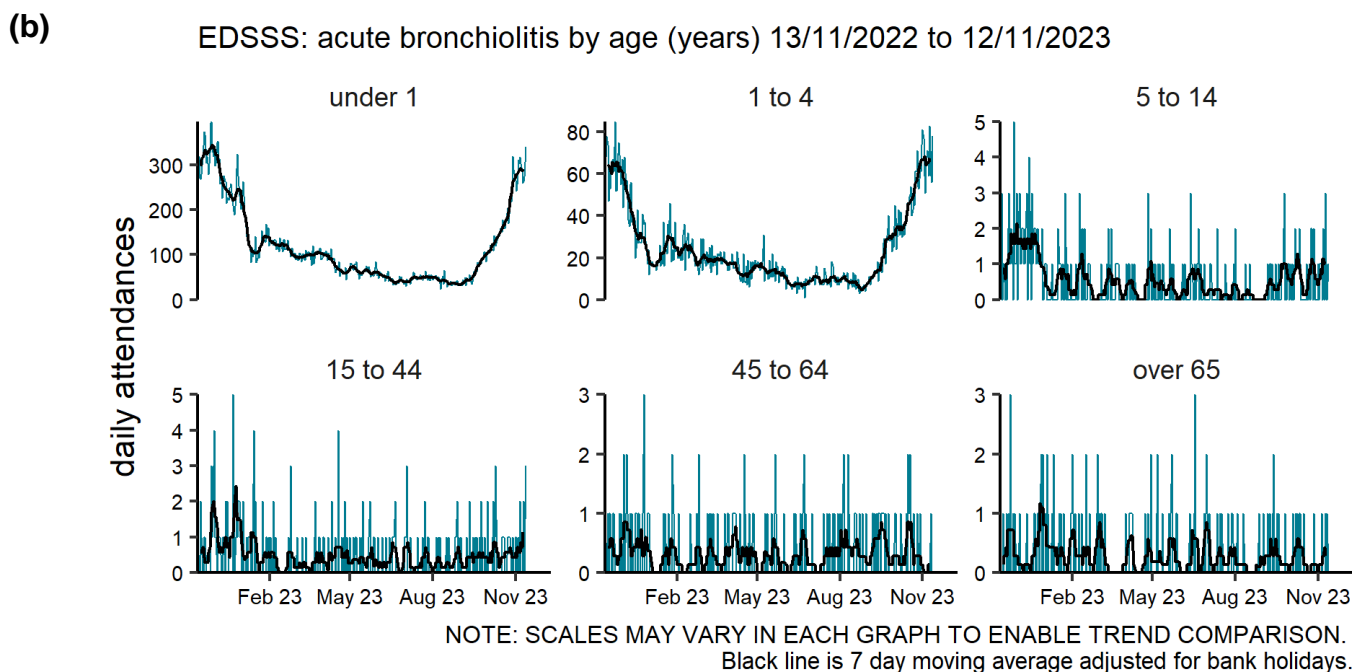 (b)
EDSSS: acute bronchiolitis by age (years) 13/11/2022 to 12/11/2023
under 1
1 to 4
5 to 14
300
200
100
0
80
60
40
20
0
5
4
3
2
1
0
daily attendances
15 to 44
45 to 64
over 65
5
4
3
2
1
0
3
2
1
0
3
2
1
0
Feb 23 May 23 Aug 23 Nov 23
Feb 23 May 23 Aug 23 Nov 23
Feb 23 May 23 Aug 23 Nov 23
NOTE: SCALES MAY VARY IN EACH GRAPH TO ENABLE TREND COMPARISON.
Black line is 7 day moving average adjusted for bank holidays.